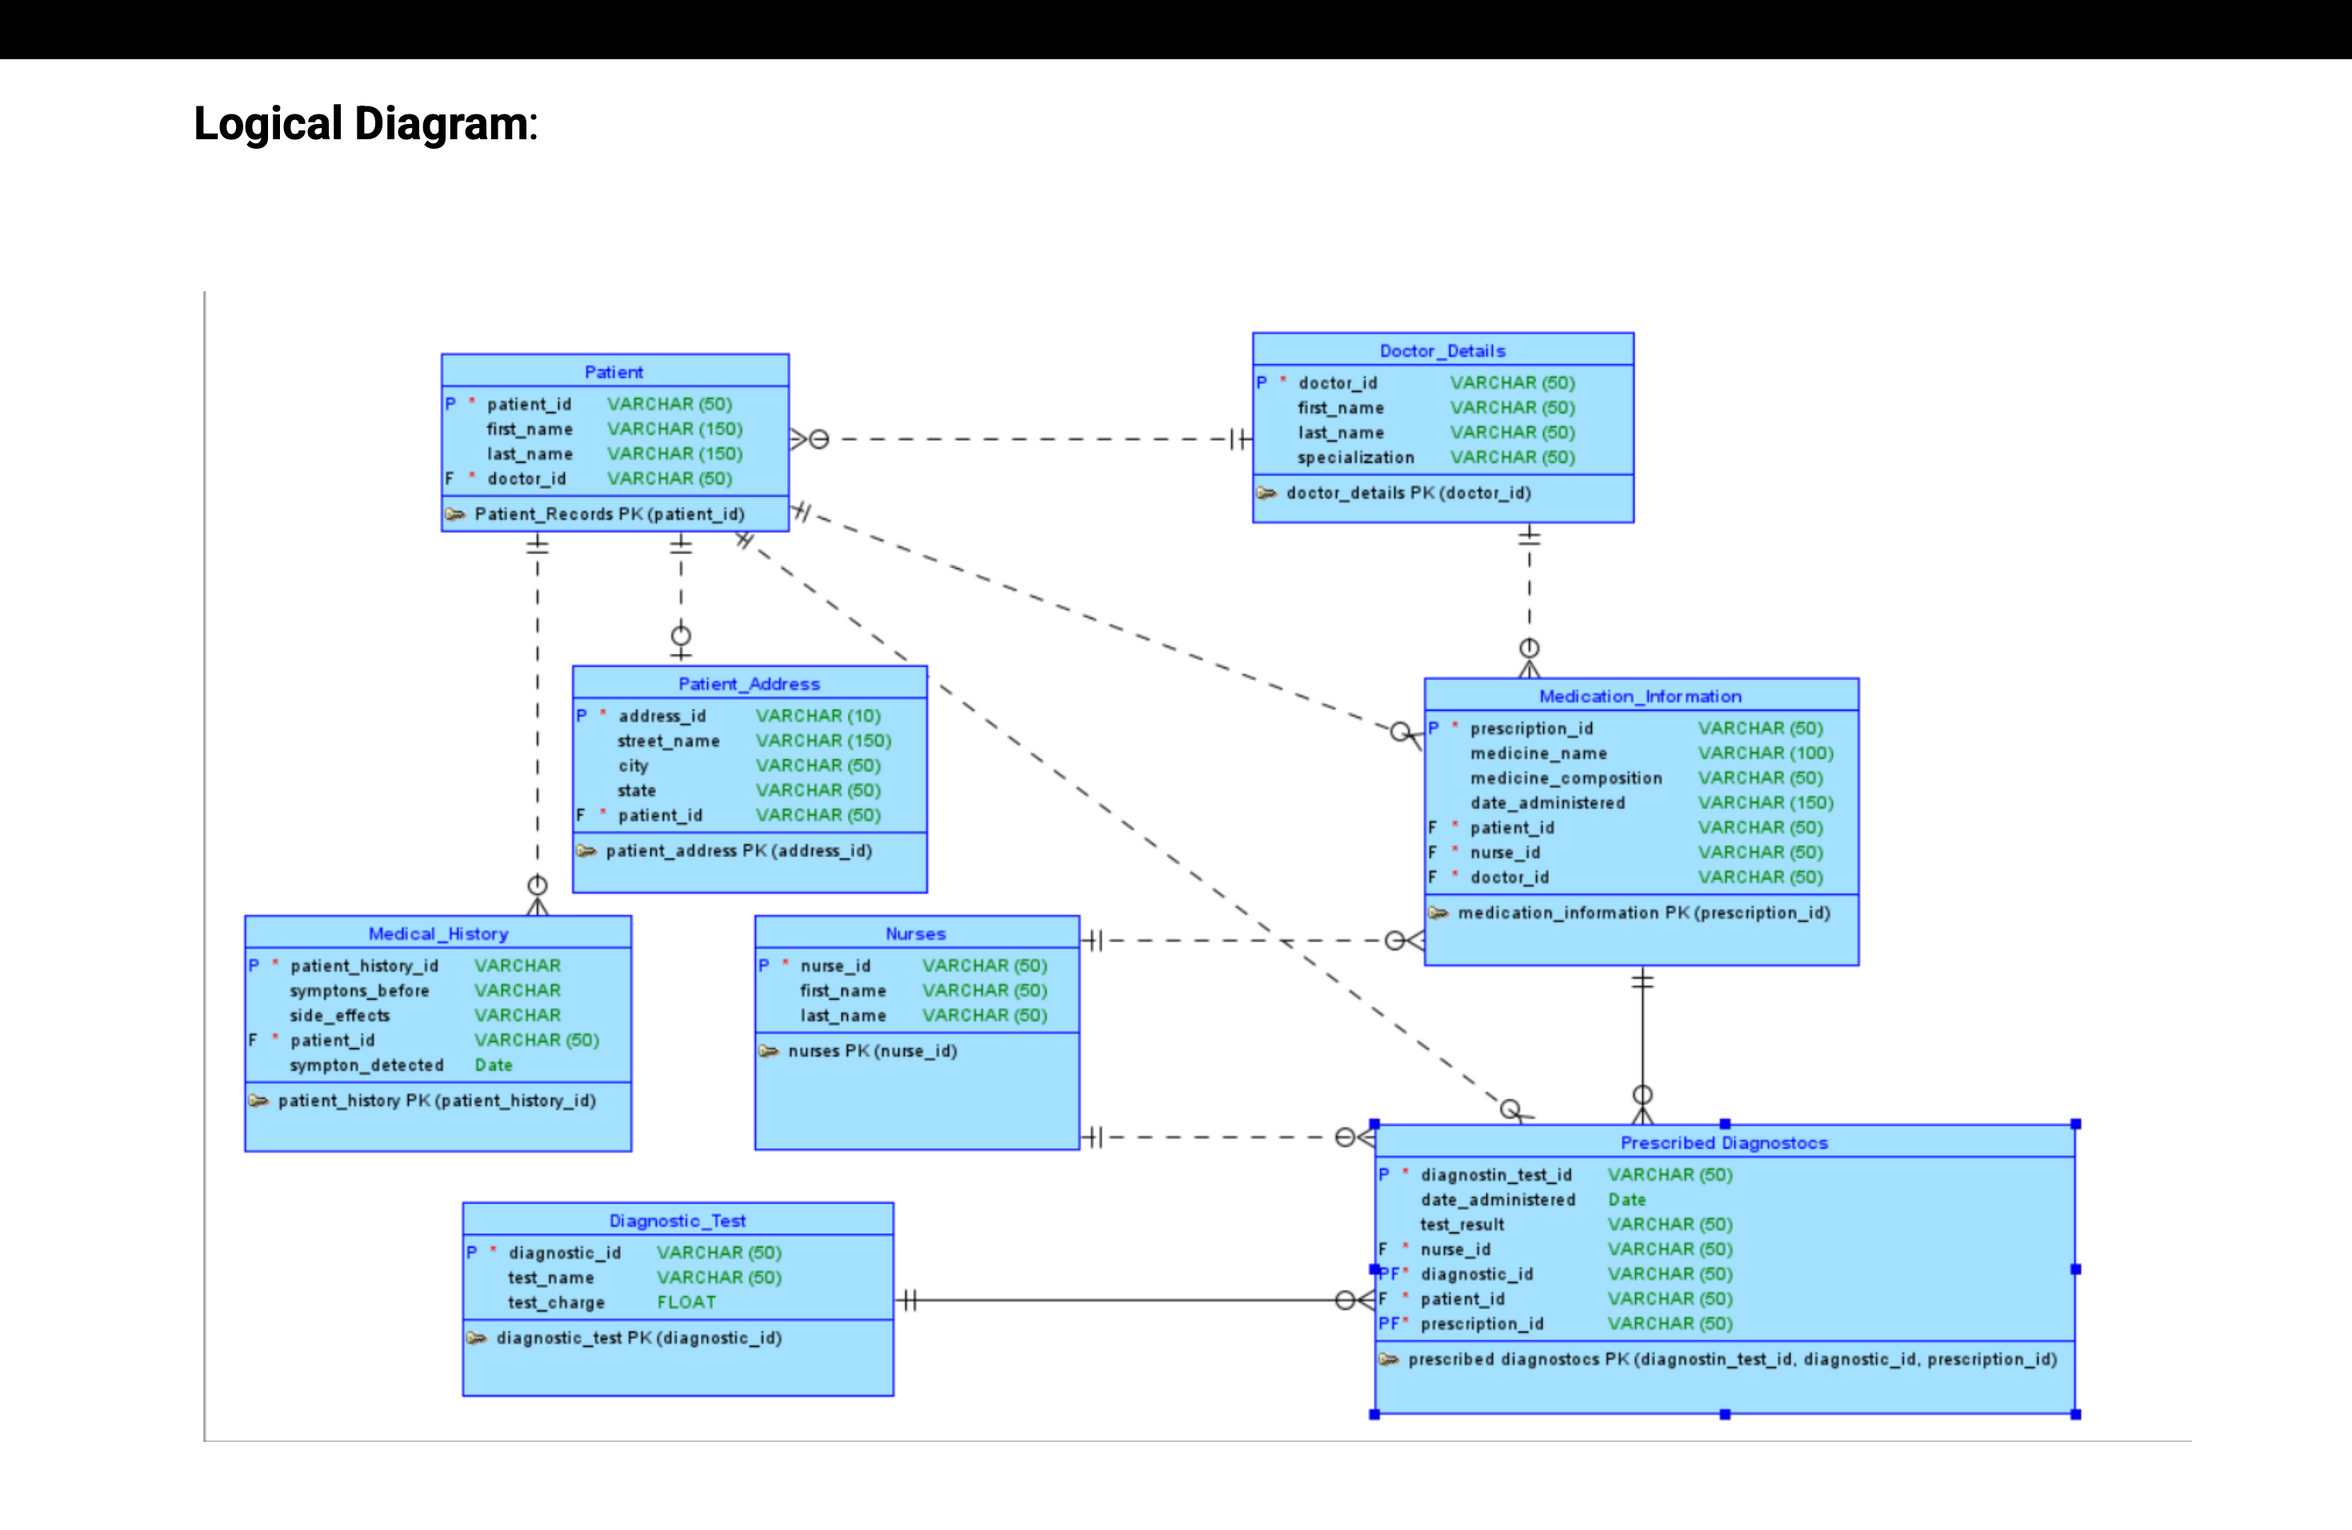 Logical Diagram:
Patient
P * patient_id VARCHAR (50)
first_name VARCHAR (150)
last_name VARCHAR (150)
F * doctor_id VARCHAR (50)
Patient_Records PK (patient_id)
Doctor_Details
P * doctor_id VARCHAR (50)
first_name VARCHAR (50)
last_name VARCHAR (50)
specialization VARCHAR (50)
doctor_details PK (doctor_id)
Patient_Address
P * address_id VARCHAR (10)
street_name VARCHAR (150)
city VARCHAR (50)
state VARCHAR (50)
F * patient_id VARCHAR (50)
patient_address PK (address_id)
Medication_Information
P * prescription_id VARCHAR (50)
medicine_name VARCHAR (100)
medicine_composition VARCHAR (50)
date_administered VARCHAR (150)
F * patient_id VARCHAR (50)
F * nurse_id VARCHAR (50)
F * doctor_id VARCHAR (50)
medication_information PK (prescription_id)
Medical_History
P * patient_history_id VARCHAR
symptons_before VARCHAR
side_effects VARCHAR
F * patient_id VARCHAR (50)
sympton_detected Date
patient_history PK (patient_history_id)
Nurses
P * nurse_id VARCHAR (50)
first_name VARCHAR (50)
last_name VARCHAR (50)
nurses PK (nurse_id)
Prescribed Diagnostocs
P * diagnostin_test_id VARCHAR (50)
date_administered Date
test_result VARCHAR (50)
F * nurse_id VARCHAR (50)
PF* diagnostic_id VARCHAR (50)
F * patient_id VARCHAR (50)
PF* prescription_id VARCHAR (50)
prescribed diagnostocs PK (diagnostin_test_id, diagnostic_id, prescription_id)
Diagnostic_Test
P * diagnostic_id VARCHAR (50)
test_name VARCHAR (50)
test_charge FLOAT
diagnostic_test PK (diagnostic_id)